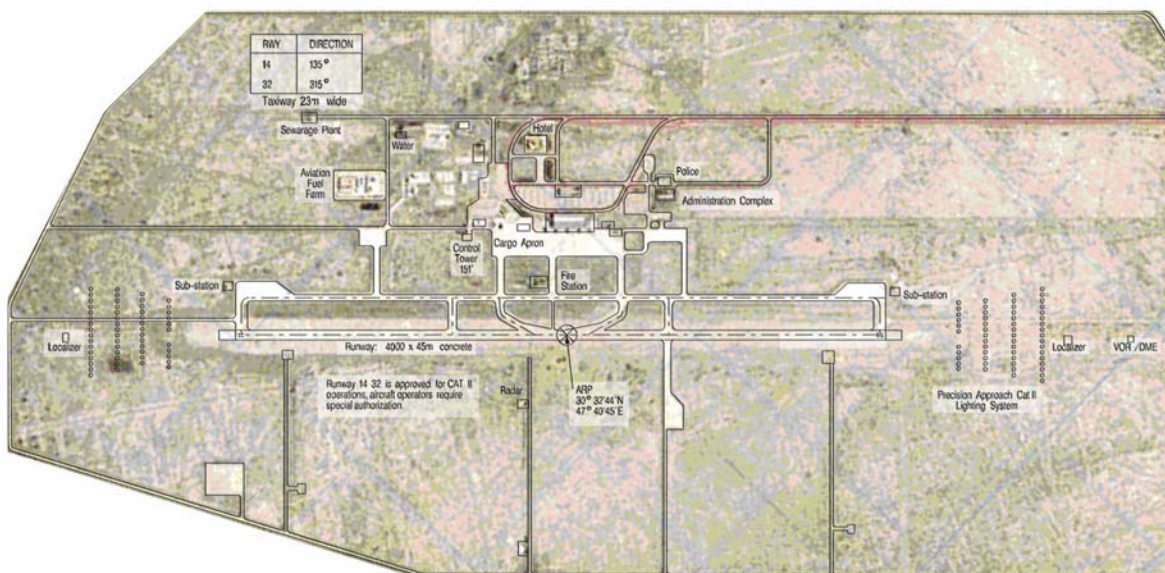 RWY DIRECTION
14 135°
32 315°
Taxiway 23m wide
Sewarage Plant
Water
Hotel
Aviation
Fuel
Farm
Police
Administration Complex
Control
Tower
151'
Cargo Apron
Fire
Station
Sub-station
Sub-station
Localizer
Runway: 4000 x 45m concrete
Localizer
VOR /DME
Runway 14 32 is approved for CAT II
operations, aircraft operators require
special authorization
Radar
ARP
30° 32'44"N
47° 40'45"E
Precision Approach Cat II
Lighting System